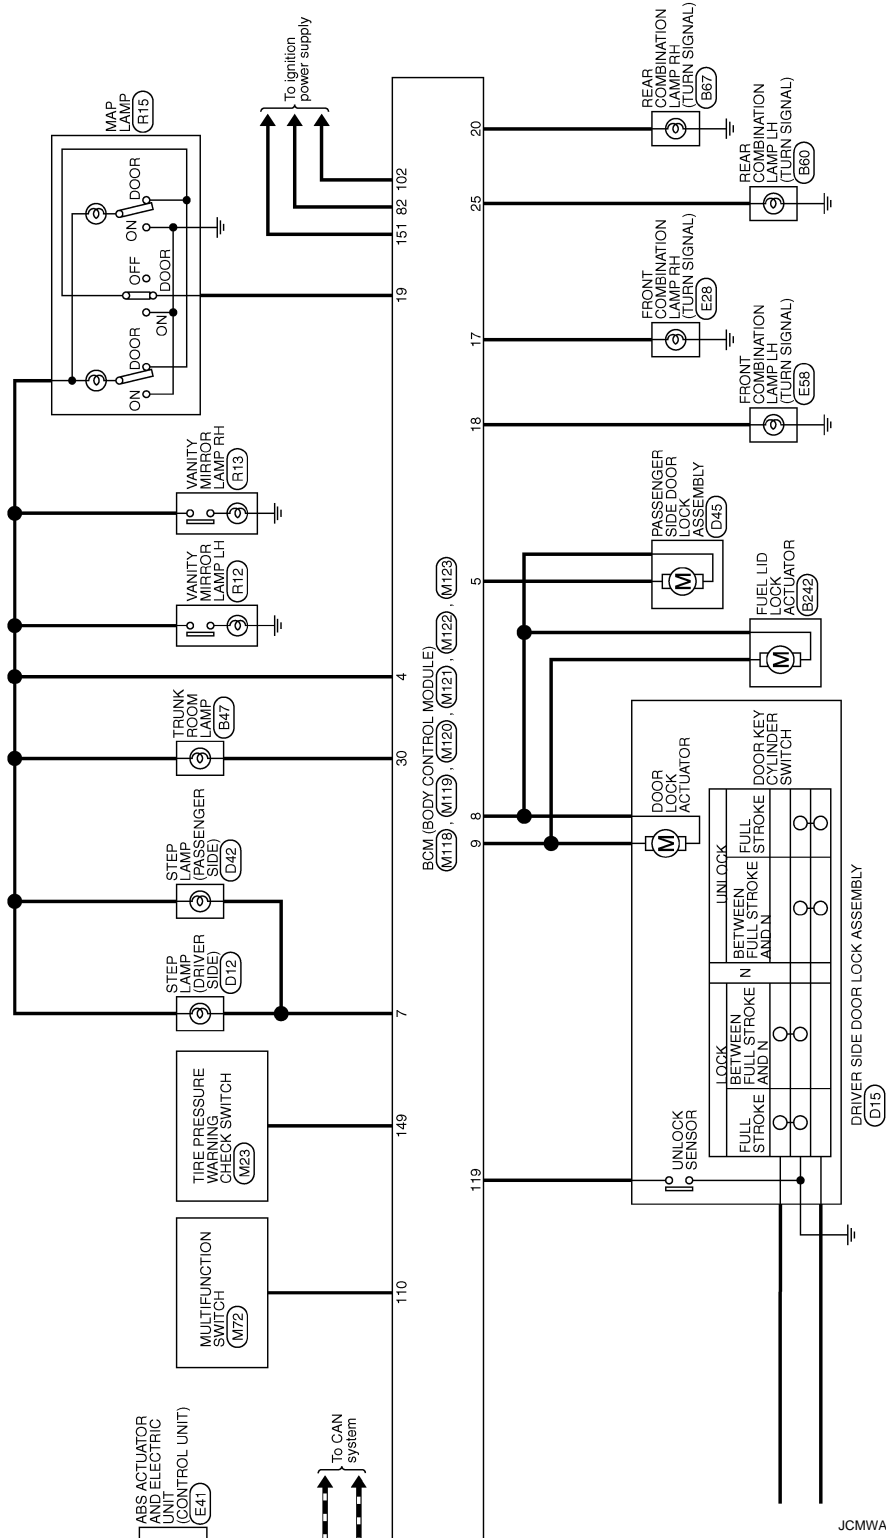 MAP
LAMP
R15
DOOR
ON
OFF
DOOR
ON
DOOR
ON
To ignition
power supply
102
82
151
19
VANITY
MIRROR
LAMP RH
R13
VANITY
MIRROR
LAMP LH
R12
4
TRUNK
ROOM
LAMP
B47
30
STEP
LAMP
(PASSENGER
SIDE)
D42
STEP
LAMP
(DRIVER
SIDE)
D12
7
TIRE PRESSURE
WARNING
CHECK SWITCH
M23
149
MULTIFUNCTION
SWITCH
M72
110
ABS ACTUATOR
AND ELECTRIC
UNIT
(CONTROL UNIT)
E41
To CAN
system
BCM (BODY CONTROL MODULE)
M118 , M119 , M120 , M121 , M122 , M123
20
REAR
COMBINATION
LAMP RH
(TURN SIGNAL)
B67
25
REAR
COMBINATION
LAMP LH
(TURN SIGNAL)
B60
17
FRONT
COMBINATION
LAMP RH
(TURN SIGNAL)
E28
18
FRONT
COMBINATION
LAMP LH
(TURN SIGNAL)
E58
5
PASSENGER
SIDE DOOR
LOCK
ASSEMBLY
D45
M
FUEL LID
LOCK
ACTUATOR
B242
M
8
9
DOOR
LOCK
ACTUATOR
M
DOOR KEY
CYLINDER
SWITCH
UNLOCK
FULL
STROKE
BETWEEN
FULL STROKE
AND N
N
LOCK
BETWEEN
FULL STROKE
AND N
FULL
STROKE
119
UNLOCK
SENSOR
DRIVER SIDE DOOR LOCK ASSEMBLY
D15
JCMWA